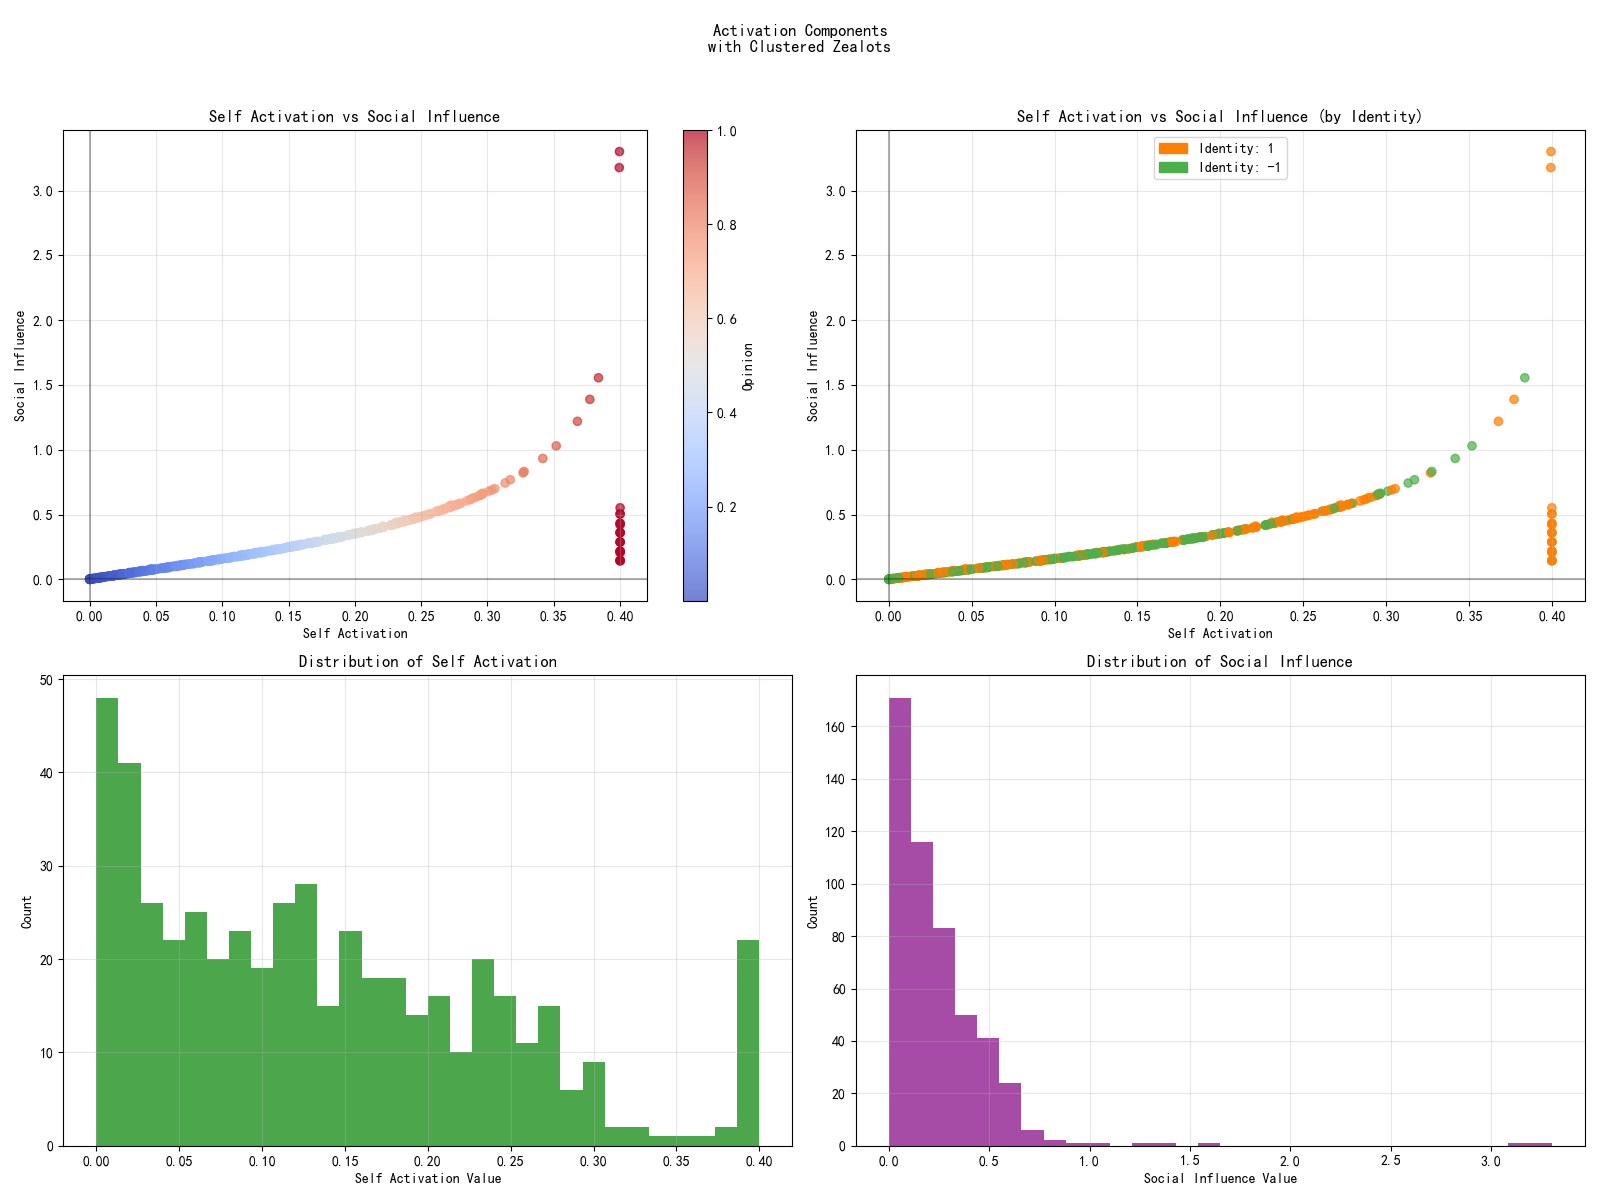 Activation Components
with Clustered Zealots
Self Activation vs Social Influence
Social Influence
3.0
2.5
2.0
1.5
1.0
0.5
0.0
0.00 0.05 0.10 0.15 0.20 0.25 0.30 0.35 0.40
Self Activation
1.0
0.8
0.6
0.4
0.2
Opinion
Self Activation vs Social Influence (by Identity)
Identity: 1
Identity: -1
Social Influence
3.0
2.5
2.0
1.5
1.0
0.5
0.0
0.00 0.05 0.10 0.15 0.20 0.25 0.30 0.35 0.40
Self Activation
Distribution of Self Activation
Count
50
40
30
20
10
0
0.00 0.05 0.10 0.15 0.20 0.25 0.30 0.35 0.40
Self Activation Value
Distribution of Social Influence
Count
160
140
120
100
80
60
40
20
0
0.0 0.5 1.0 1.5 2.0 2.5 3.0
Social Influence Value